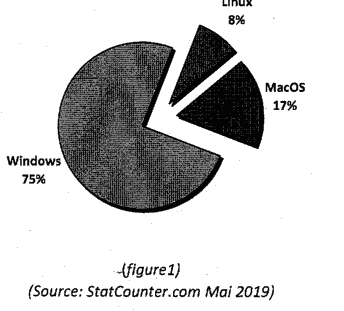 Linux
8%
MacOS
17%
Windows
75%
(figure1)
(Source: StatCounter.com Mai 2019)